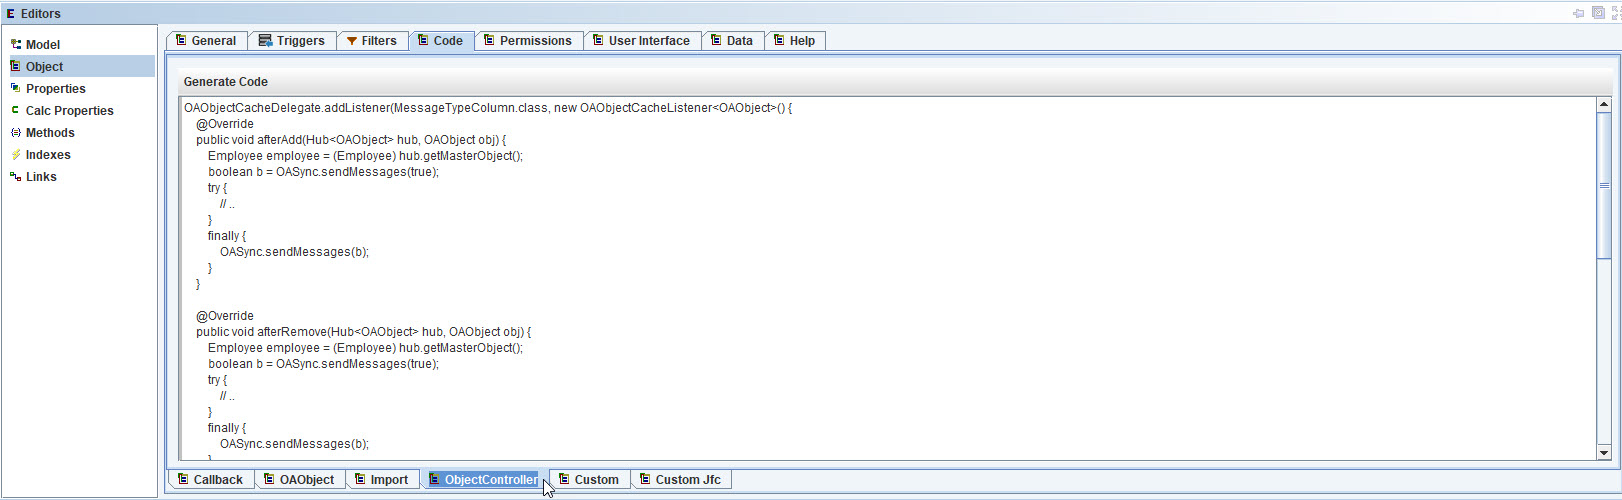 Editors
Model
Object
Properties
Calc Properties
Methods
Indexes
Links
General Triggers Filters Code Permissions User Interface Data Help
Generate Code
OAObjectCacheDelegate.addListener(MessageTypeColumn.class, new OAObjectCacheListener<OAObject>() {
@Override
public void afterAdd(Hub<OAObject> hub, OAObject obj) {
Employee employee = (Employee) hub.getMasterObject();
boolean b = OASync.sendMessages(true);
try {
// ..
}
finally {
OASync.sendMessages(b);
}
}
@Override
public void afterRemove(Hub<OAObject> hub, OAObject obj) {
Employee employee = (Employee) hub.getMasterObject();
boolean b = OASync.sendMessages(true);
try {
// ..
}
finally {
OASync.sendMessages(b);
}
Callback OAObject Import ObjectController Custom Custom Jfc